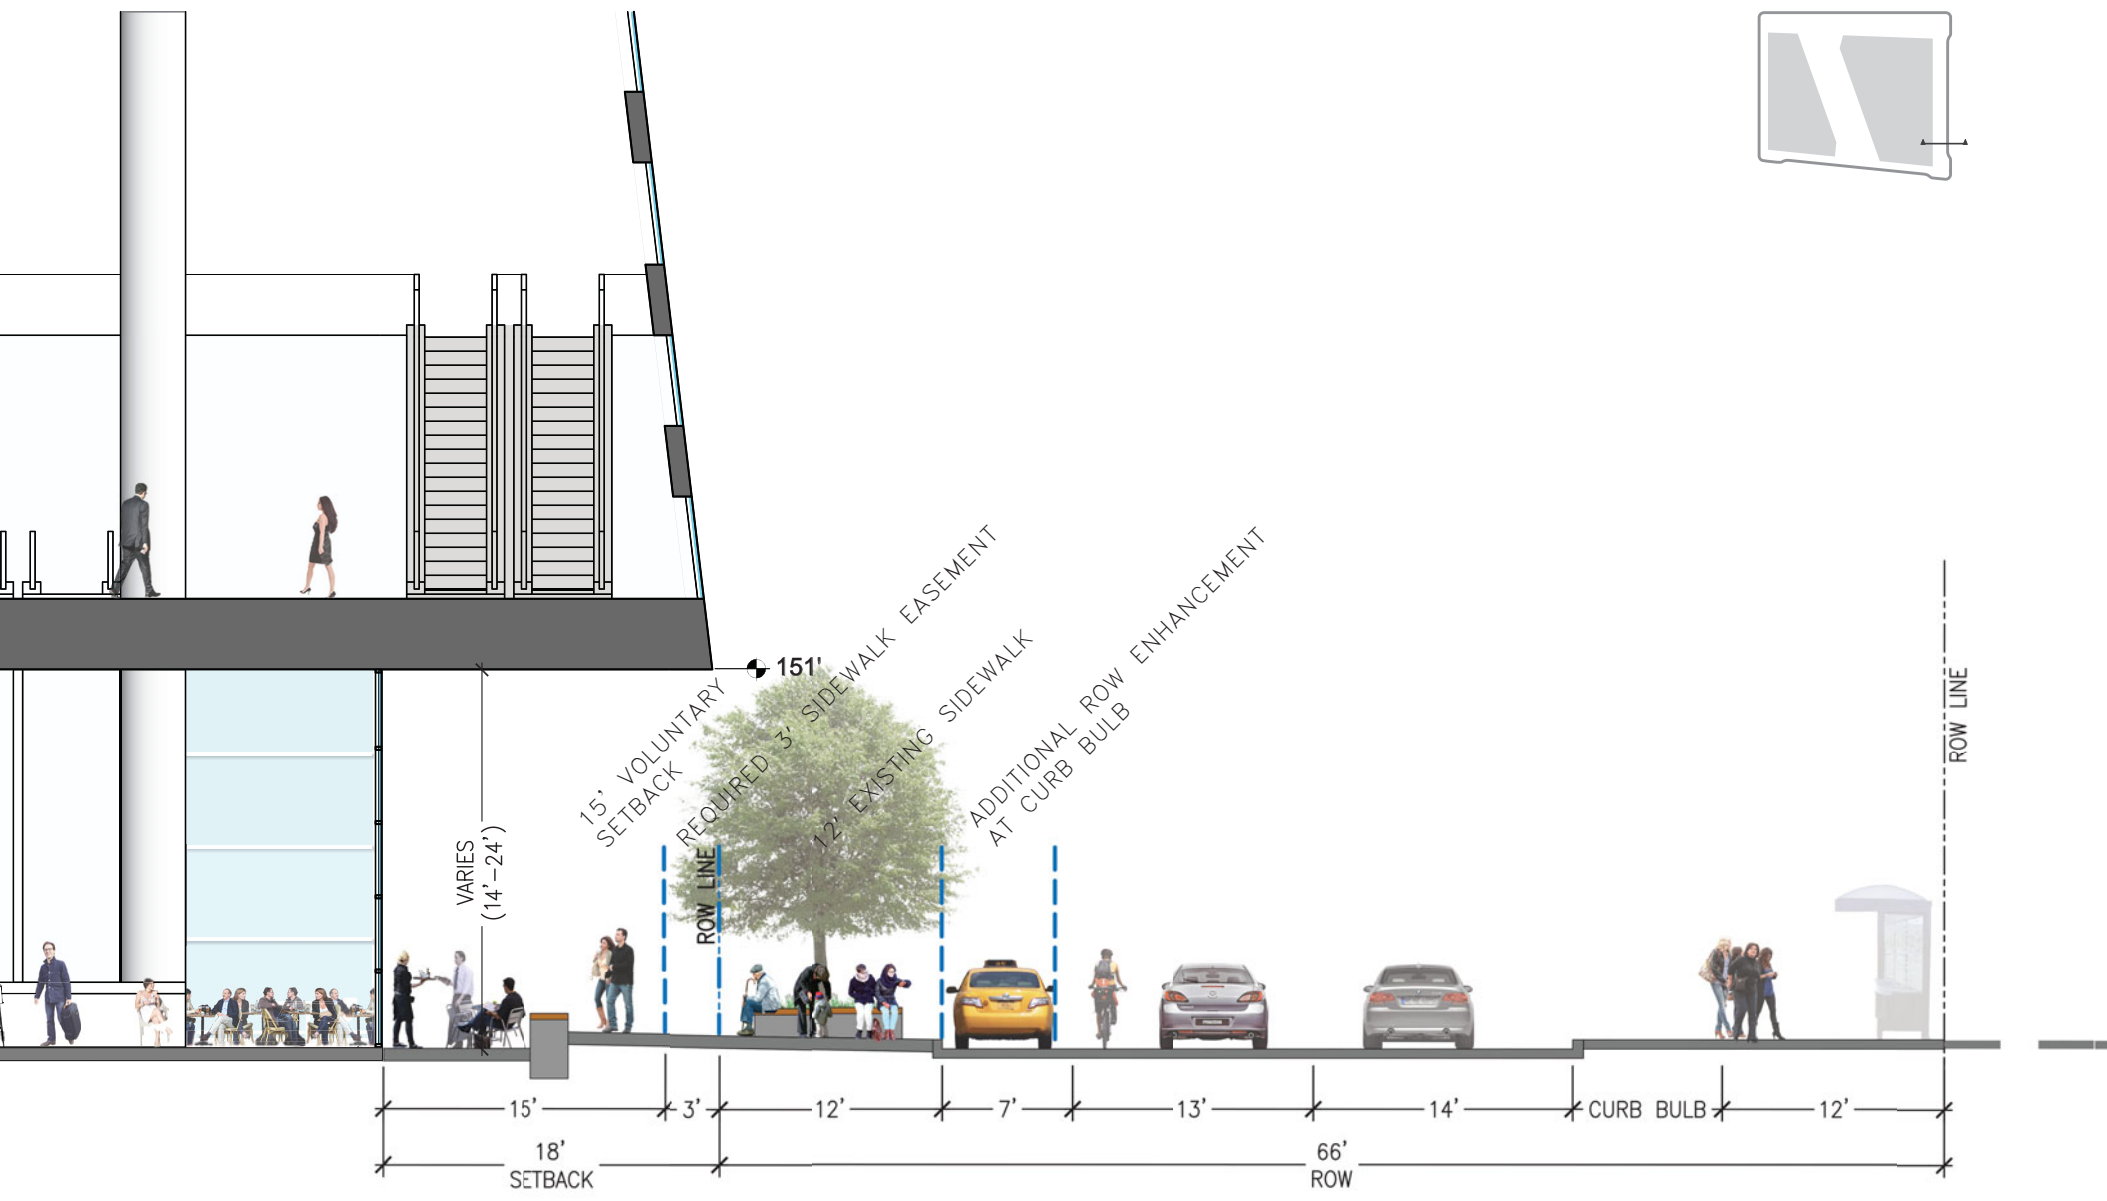 151'
15' VOLUNTARY
SETBACK
REQUIRED 3' SIDEWALK EASEMENT
12' EXISTING SIDEWALK
ADDITIONAL ROW ENHANCEMENT
AT CURB BULB
ROW LINE
ROW LINE
VARIES
(14'-24')
15'
3'
12'
7'
13'
14'
CURB BULB
12'
18'
SETBACK
66'
ROW